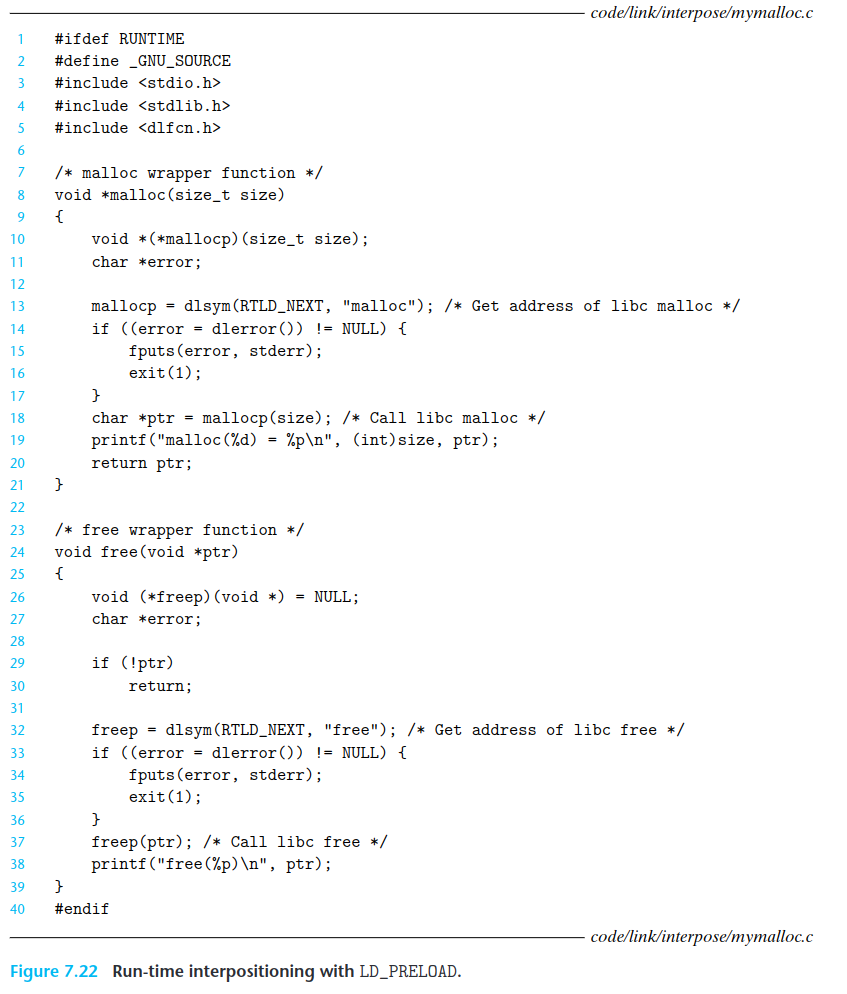 code/link/interpose/mymalloc.c
1 #ifdef RUNTIME
2 #define _GNU_SOURCE
3 #include <stdio.h>
4 #include <stdlib.h>
5 #include <dlfcn.h>
6
7 /* malloc wrapper function */
8 void *malloc(size_t size)
9 {
10     void *(*mallocp)(size_t size);
11     char *error;
12
13     mallocp = dlsym(RTLD_NEXT, "malloc"); /* Get address of libc malloc */
14     if ((error = dlerror()) != NULL) {
15         fputs(error, stderr);
16         exit(1);
17     }
18     char *ptr = mallocp(size); /* Call libc malloc */
19     printf("malloc(%d) = %p\n", (int)size, ptr);
20     return ptr;
21 }
22
23 /* free wrapper function */
24 void free(void *ptr)
25 {
26     void (*freep)(void *) = NULL;
27     char *error;
28
29     if (!ptr)
30         return;
31
32     freep = dlsym(RTLD_NEXT, "free"); /* Get address of libc free */
33     if ((error = dlerror()) != NULL) {
34         fputs(error, stderr);
35         exit(1);
36     }
37     freep(ptr); /* Call libc free */
38     printf("free(%p)\n", ptr);
39 }
40 #endif
code/link/interpose/mymalloc.c
Figure 7.22 Run-time interpositioning with LD_PRELOAD.